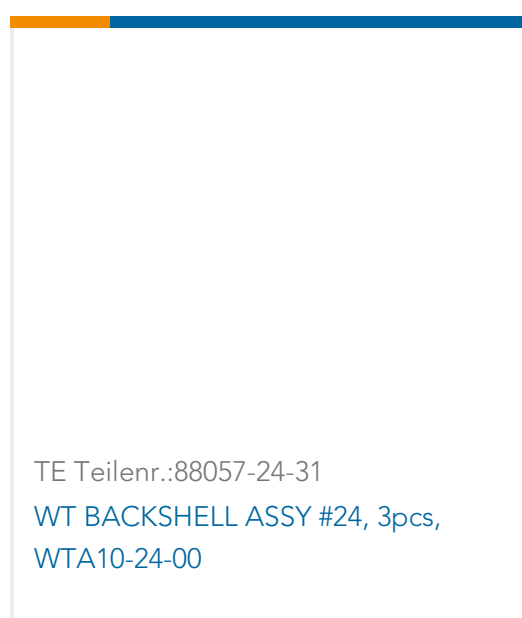 TE Teilenr.:88057-24-31
WT BACKSHELL ASSY #24, 3pcs,
WTA10-24-00